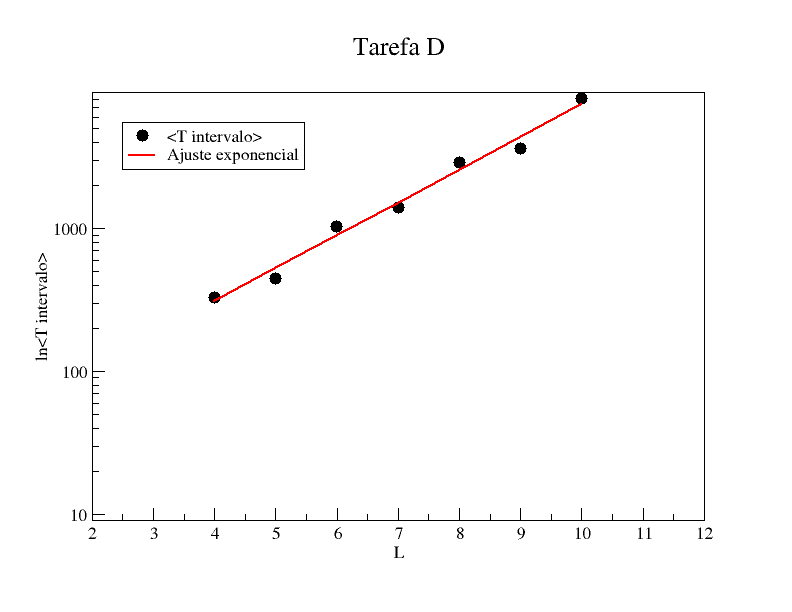 Tarefa D
<T intervalo>
Ajuste exponencial
ln<T intervalo>
1000
100
10
2 3 4 5 6 7 8 9 10 11 12
L